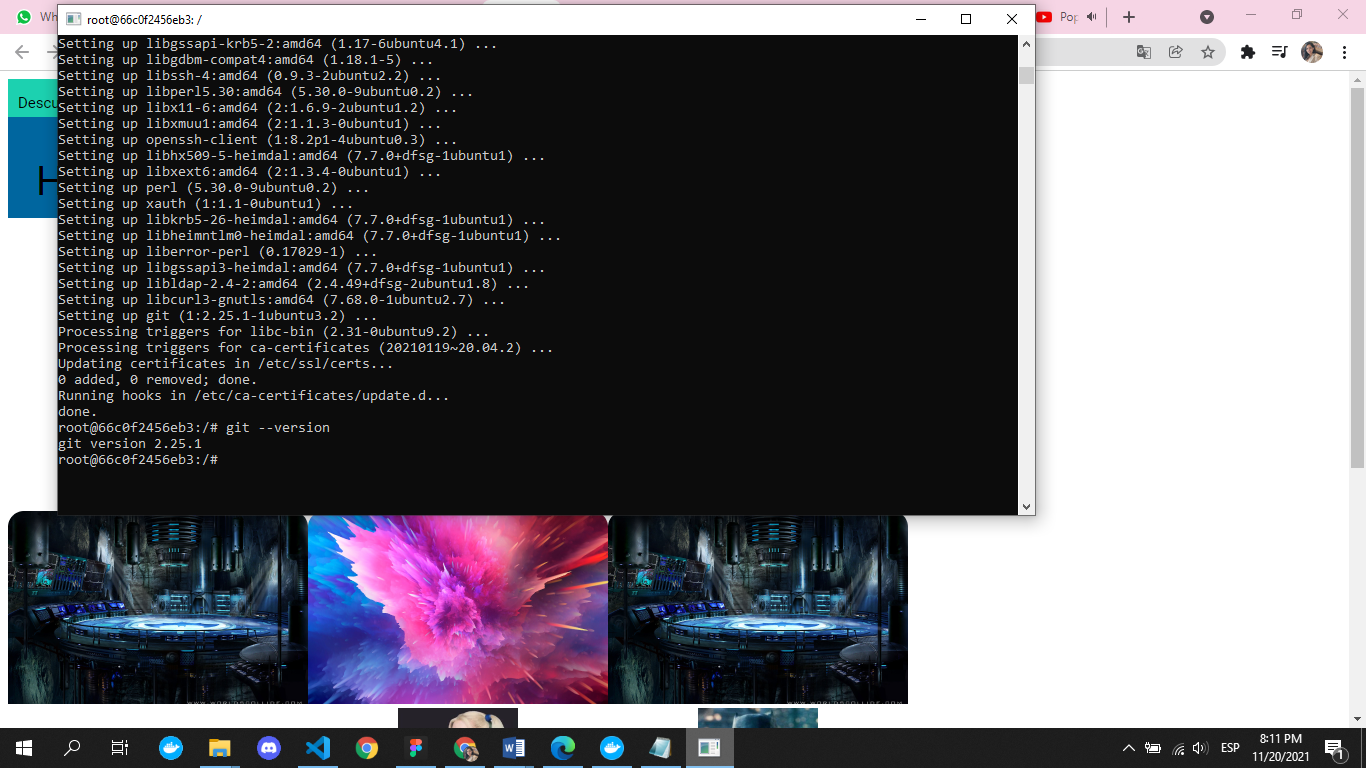 Wh
root@66c0f2456eb3: /
Pop
Descu
H
Setting up libgssapi-krb5-2:amd64 (1.17-6ubuntu4.1) ...
Setting up libgdbm-compat4:amd64 (1.18.1-5) ...
Setting up libssh-4:amd64 (0.9.3-2ubuntu2.2) ...
Setting up libperl5.30:amd64 (5.30.0-9ubuntu0.2) ...
Setting up libx11-6:amd64 (2:1.6.9-2ubuntu1.2) ...
Setting up libxmuu1:amd64 (2:1.1.3-0ubuntu1) ...
Setting up openssh-client (1:8.2p1-4ubuntu0.3) ...
Setting up libhx509-5-heimdal:amd64 (7.7.0+dfsg-1ubuntu1) ...
Setting up libxext6:amd64 (2:1.3.4-0ubuntu1) ...
Setting up perl (5.30.0-9ubuntu0.2) ...
Setting up xauth (1:1.1-0ubuntu1) ...
Setting up libkrb5-26-heimdal:amd64 (7.7.0+dfsg-1ubuntu1) ...
Setting up libheimntlm0-heimdal:amd64 (7.7.0+dfsg-1ubuntu1) ...
Setting up liberror-perl (0.17029-1) ...
Setting up libgssapi3-heimdal:amd64 (7.7.0+dfsg-1ubuntu1) ...
Setting up libldap-2.4-2:amd64 (2.4.49+dfsg-2ubuntu1.8) ...
Setting up libcurl3-gnutls:amd64 (7.68.0-1ubuntu2.7) ...
Setting up git (1:2.25.1-1ubuntu3.2) ...
Processing triggers for libc-bin (2.31-0ubuntu9.2) ...
Processing triggers for ca-certificates (20210119~20.04.2) ...
Updating certificates in /etc/ssl/certs...
0 added, 0 removed; done.
Running hooks in /etc/ca-certificates/update.d...
done.
root@66c0f2456eb3:/# git --version
git version 2.25.1
root@66c0f2456eb3:/#
WWW.WORLDSCOLLIDE.COM
ESP
8:11 PM
11/20/2021
1